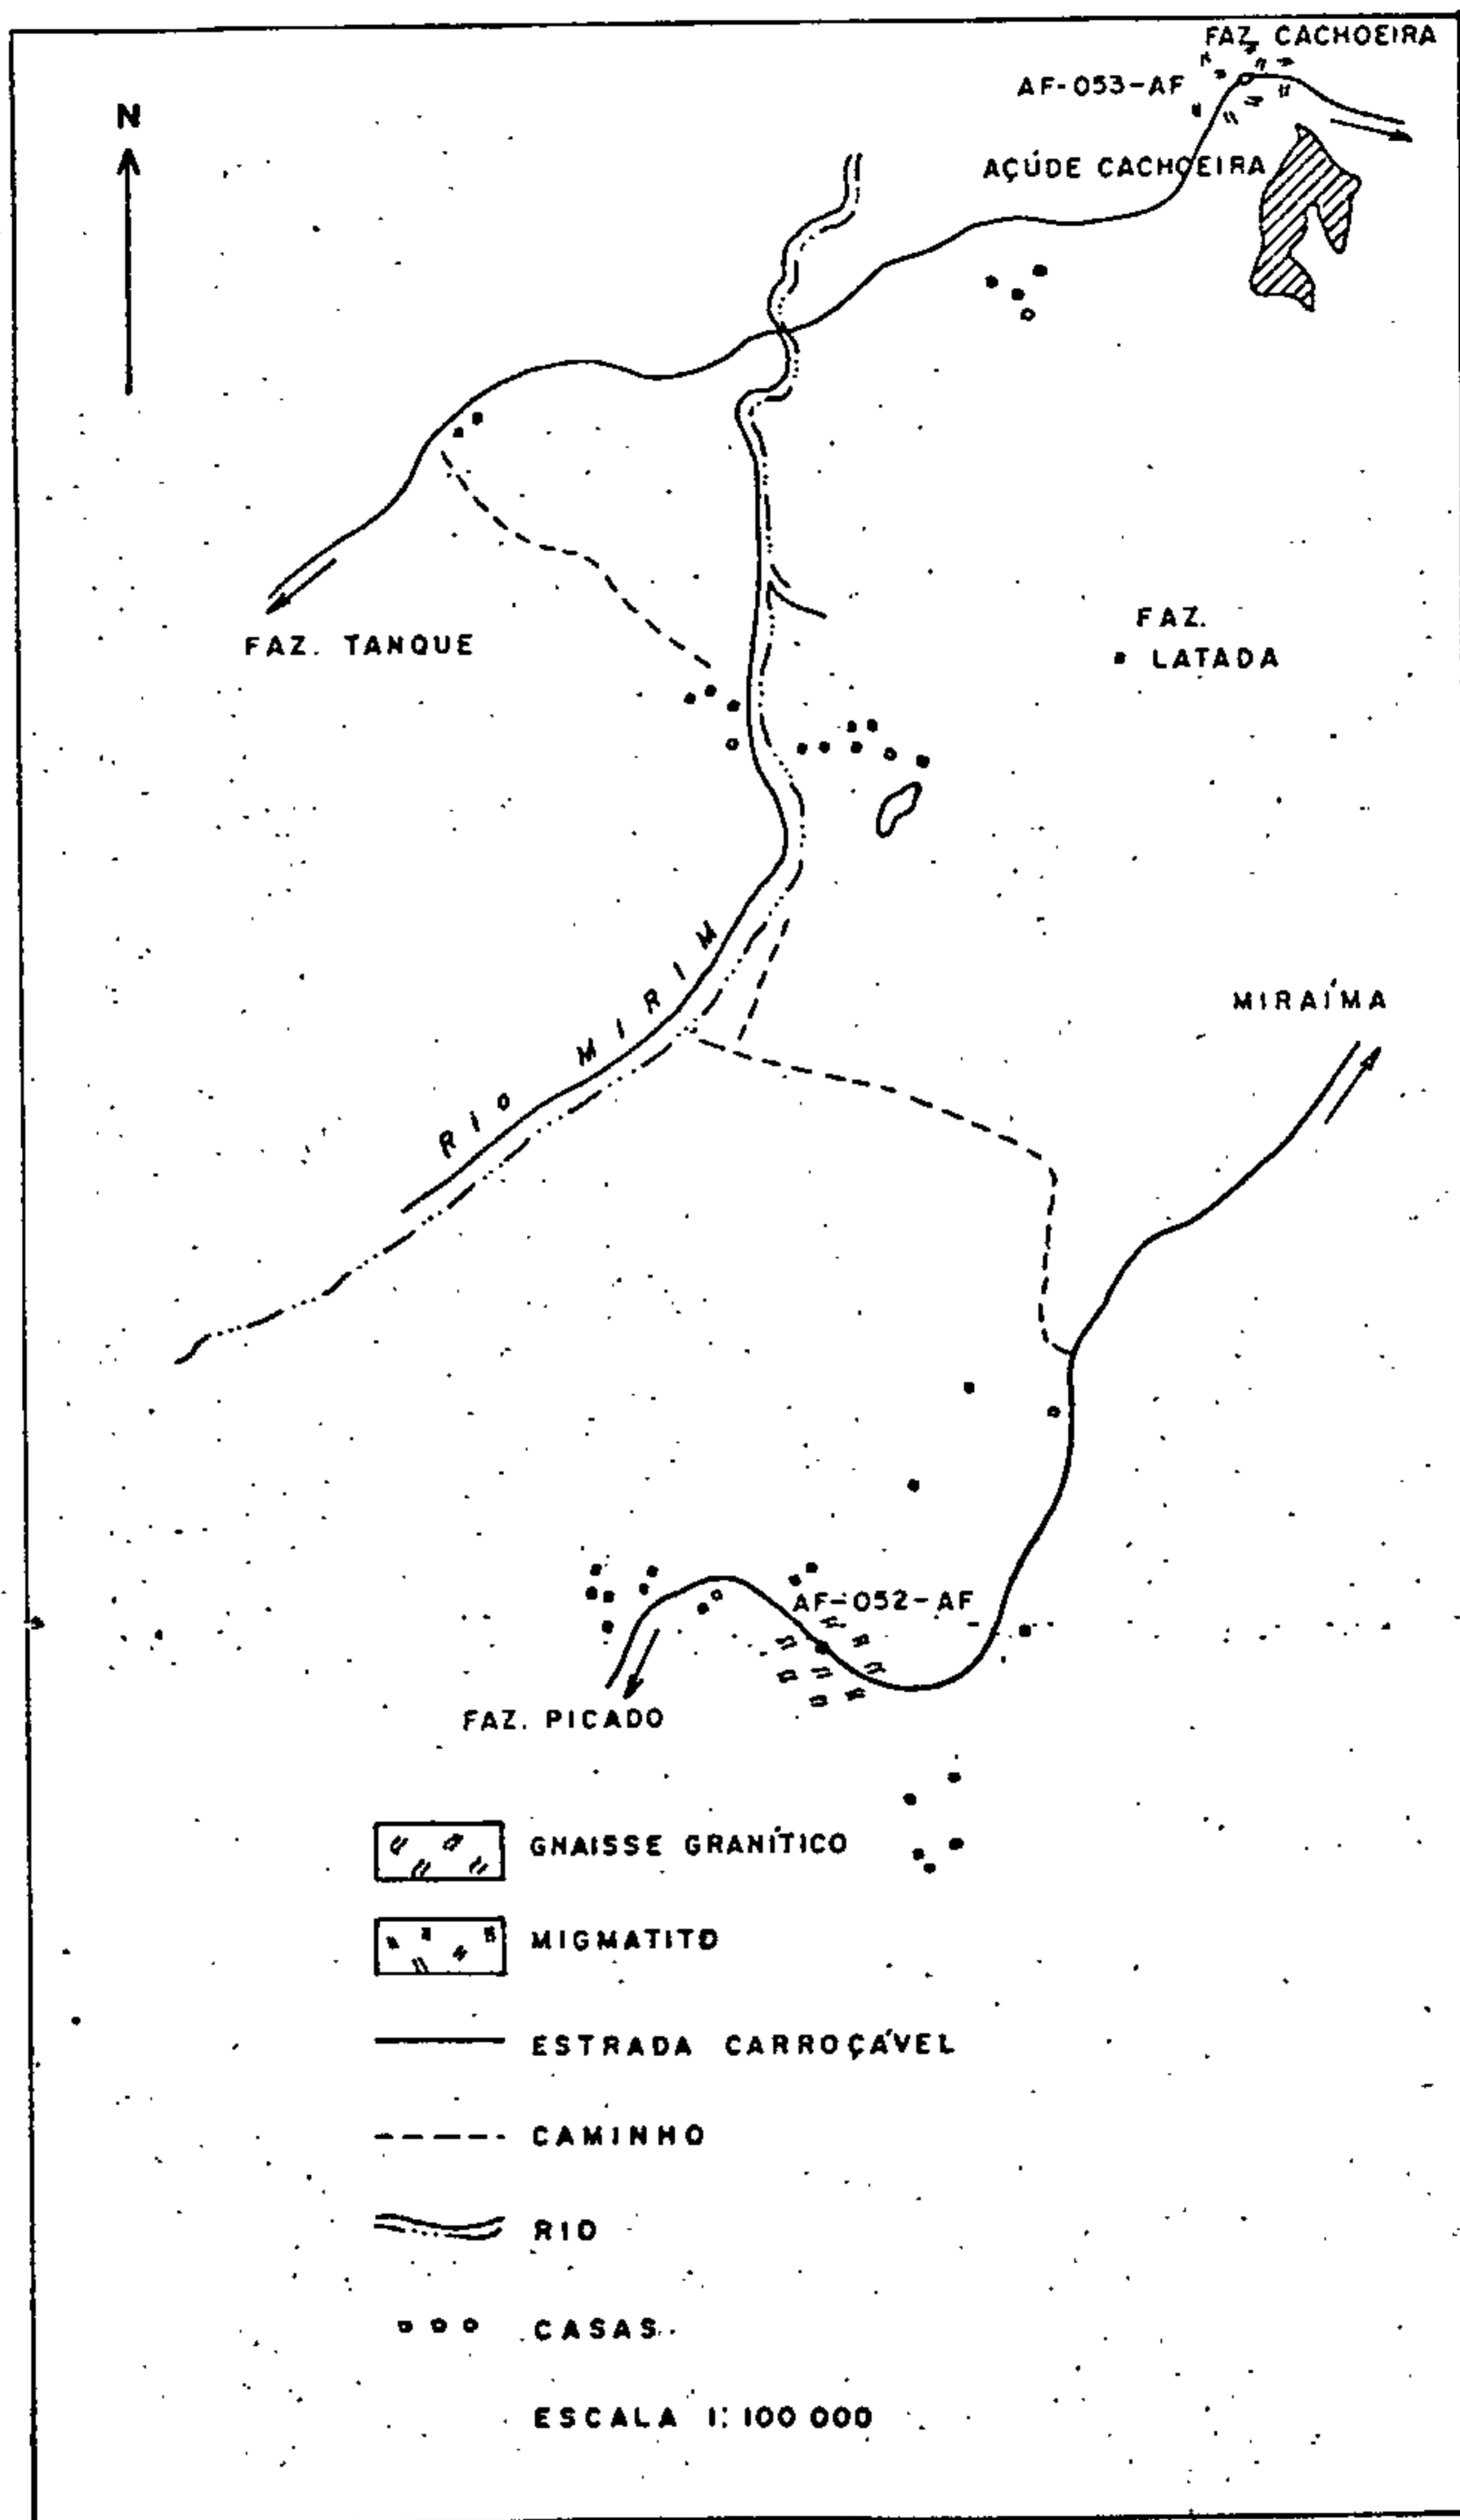 FAZ. CACHOEIRA
AF-053-AF
N
AÇÚDE CACHOEIRA
FAZ. TANQUE
FAZ.
LATADA
RIO MIRIM
MIRAÍMA
AF-052-AF
FAZ. PICADO
GNAISSE GRANÍTICO
MIGMATITO
ESTRADA CARROÇÁVEL
CAMINHO
RIO
CASAS
ESCALA 1:100 000